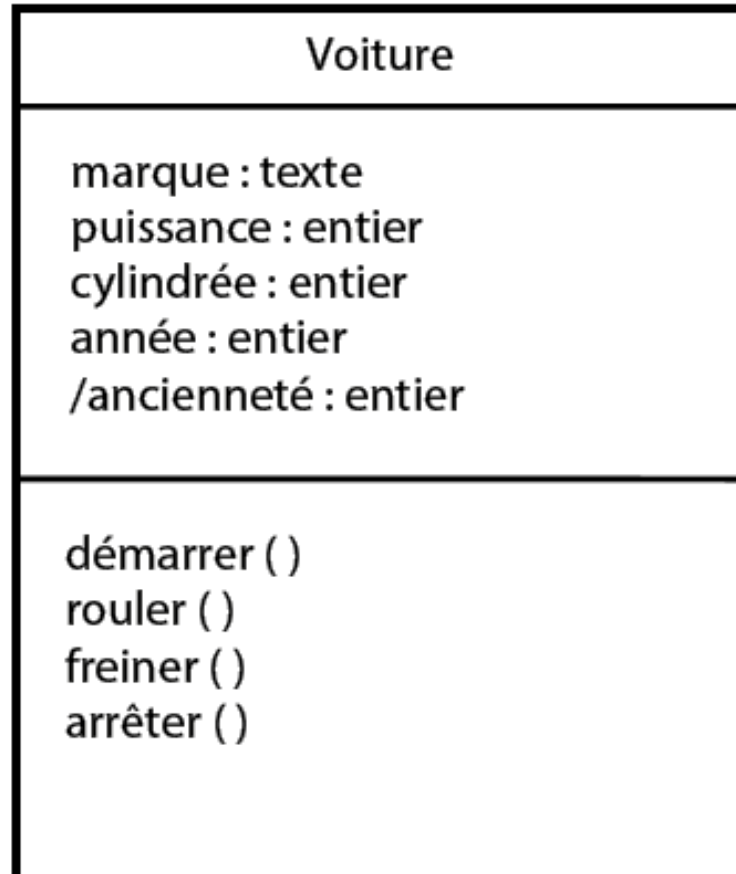 Voiture
marque : texte
puissance : entier
cylindrée : entier
année : entier
/ancienneté : entier
démarrer ( )
rouler ( )
freiner ( )
arrêter ( )